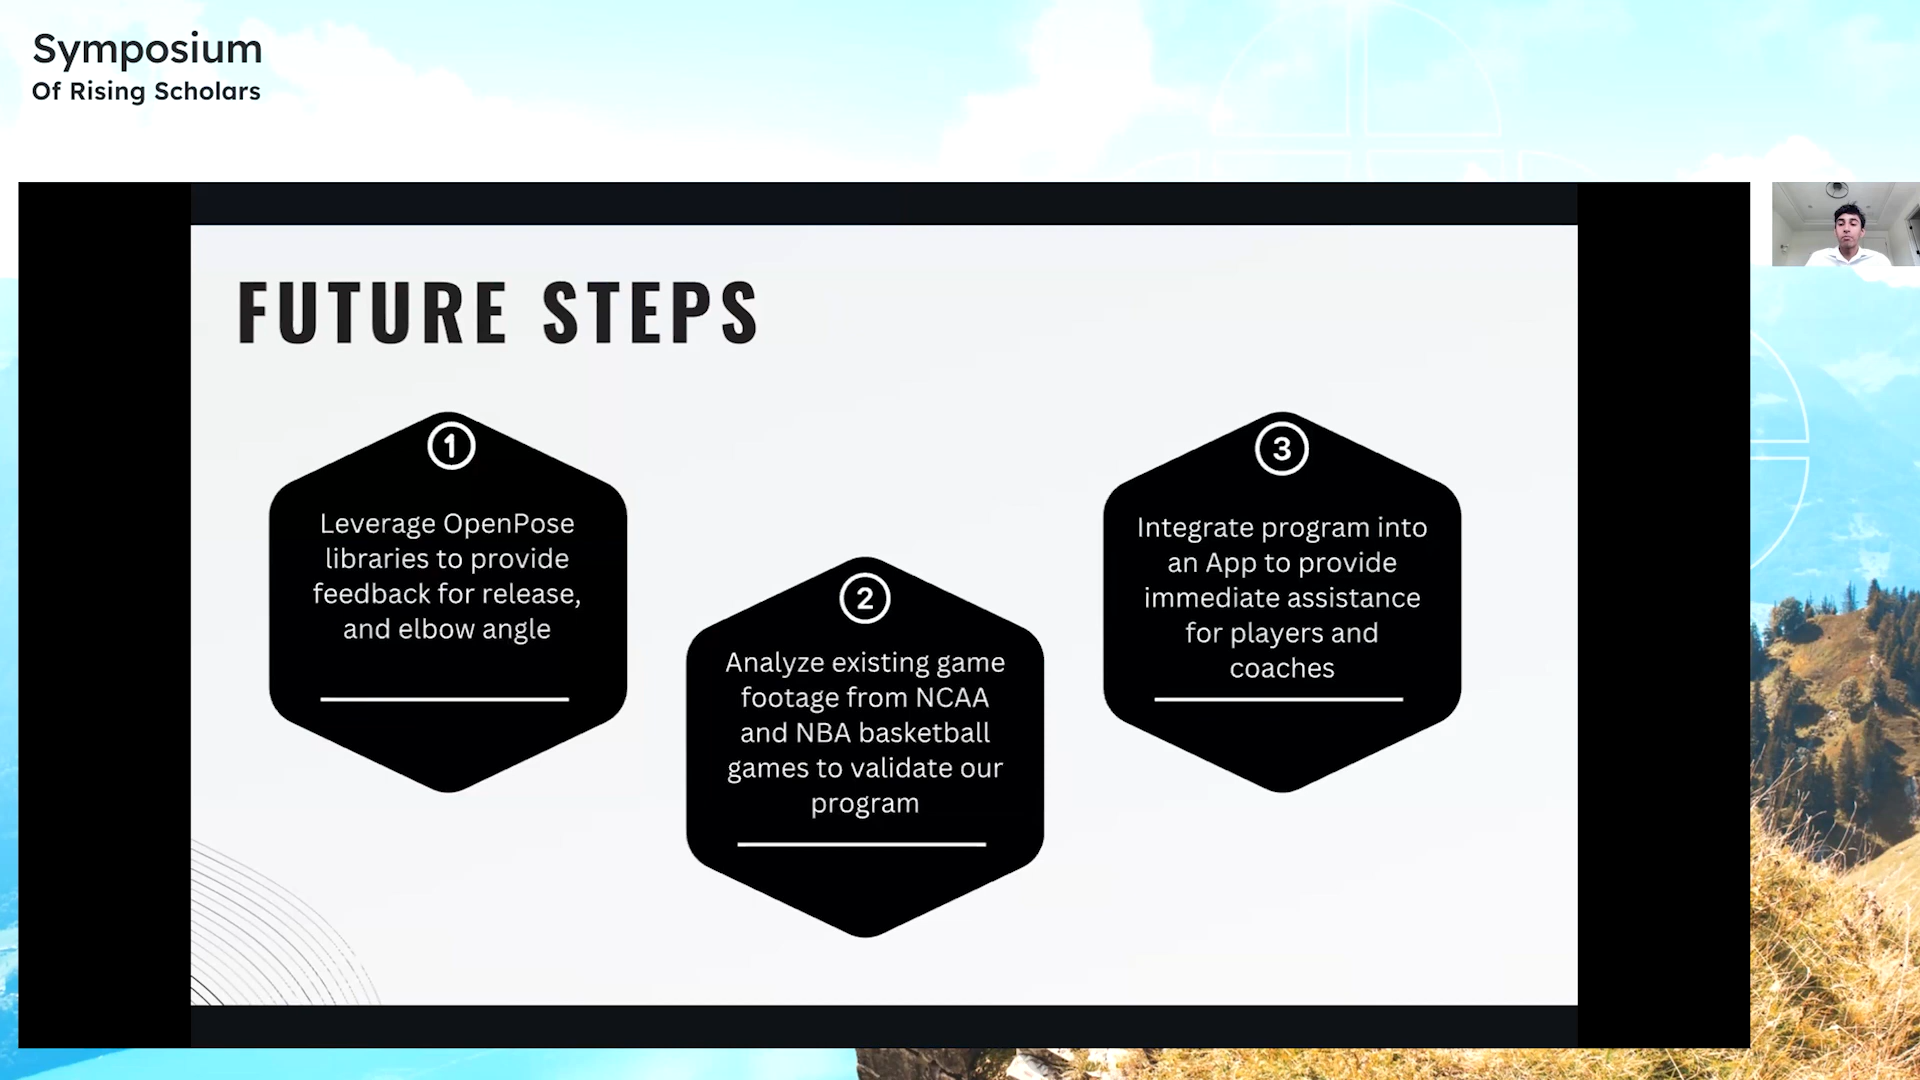 Symposium
Of Rising Scholars
FUTURE STEPS
1
Leverage OpenPose
libraries to provide
feedback for release,
and elbow angle
2
Analyze existing game
footage from NCAA
and NBA basketball
games to validate our
program
3
Integrate program into
an App to provide
immediate assistance
for players and
coaches